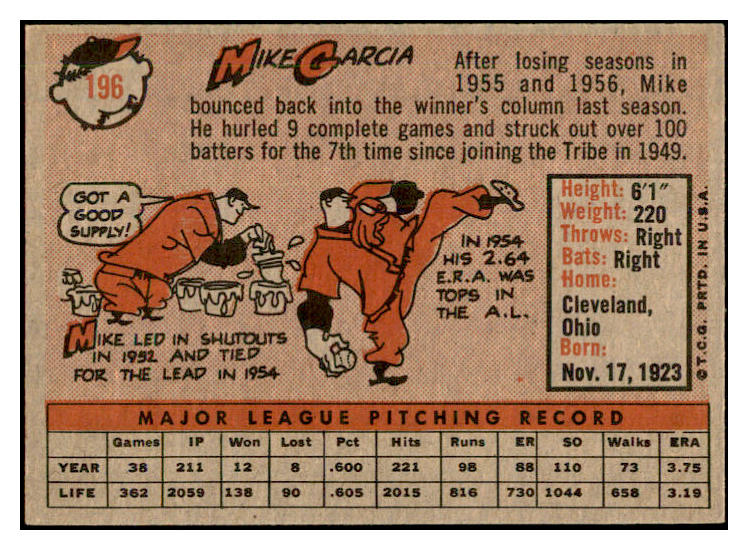 196
MIKE GARCIA
After losing seasons in
1955 and 1956, Mike
bounced back into the winner's column last season.
He hurled 9 complete games and struck out over 100
batters for the 7th time since joining the Tribe in 1949.
GOT A
GOOD
SUPPLY!
MIKE LED IN SHUTOUTS
IN 1952 AND TIED
FOR THE LEAD IN 1954
IN 1954
HIS 2.64
E.R.A. WAS
TOPS IN
THE A.L.
Height: 6'1"
Weight: 220
Throws: Right
Bats: Right
Home:
Cleveland,
Ohio
Born:
Nov. 17, 1923
© T.C.G. PRTD. IN U.S.A.
MAJOR LEAGUE PITCHING RECORD
Games IP Won Lost Pct Hits Runs ER SO Walks ERA
YEAR 38 211 12 8 .600 221 98 88 110 73 3.75
LIFE 362 2059 138 90 .605 2015 816 730 1044 658 3.19